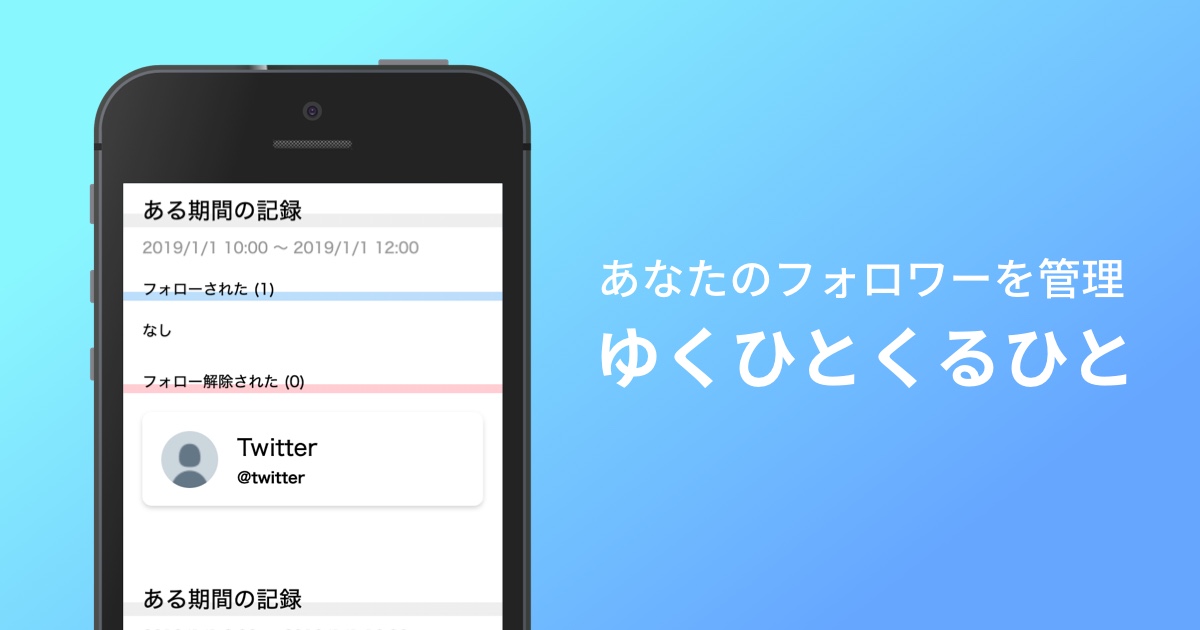 ある期間の記録
2019/1/1 10:00 〜 2019/1/1 12:00
フォローされた (1)
なし
フォロー解除された (0)
Twitter
@twitter
ある期間の記録
あなたのフォロワーを管理
ゆくひとくるひと